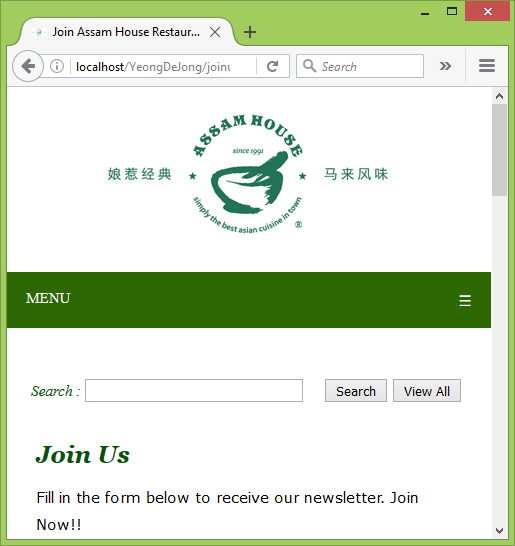 Join Assam House Restaur...
localhost/YeongDeJong/joinu
Search
ASSAM HOUSE
since 1991
娘惹经典 ★ ★ 马来风味
simply the best asian cuisine in town
®
MENU ☰
Search : Search View All
Join Us
Fill in the form below to receive our newsletter. Join
Now!!